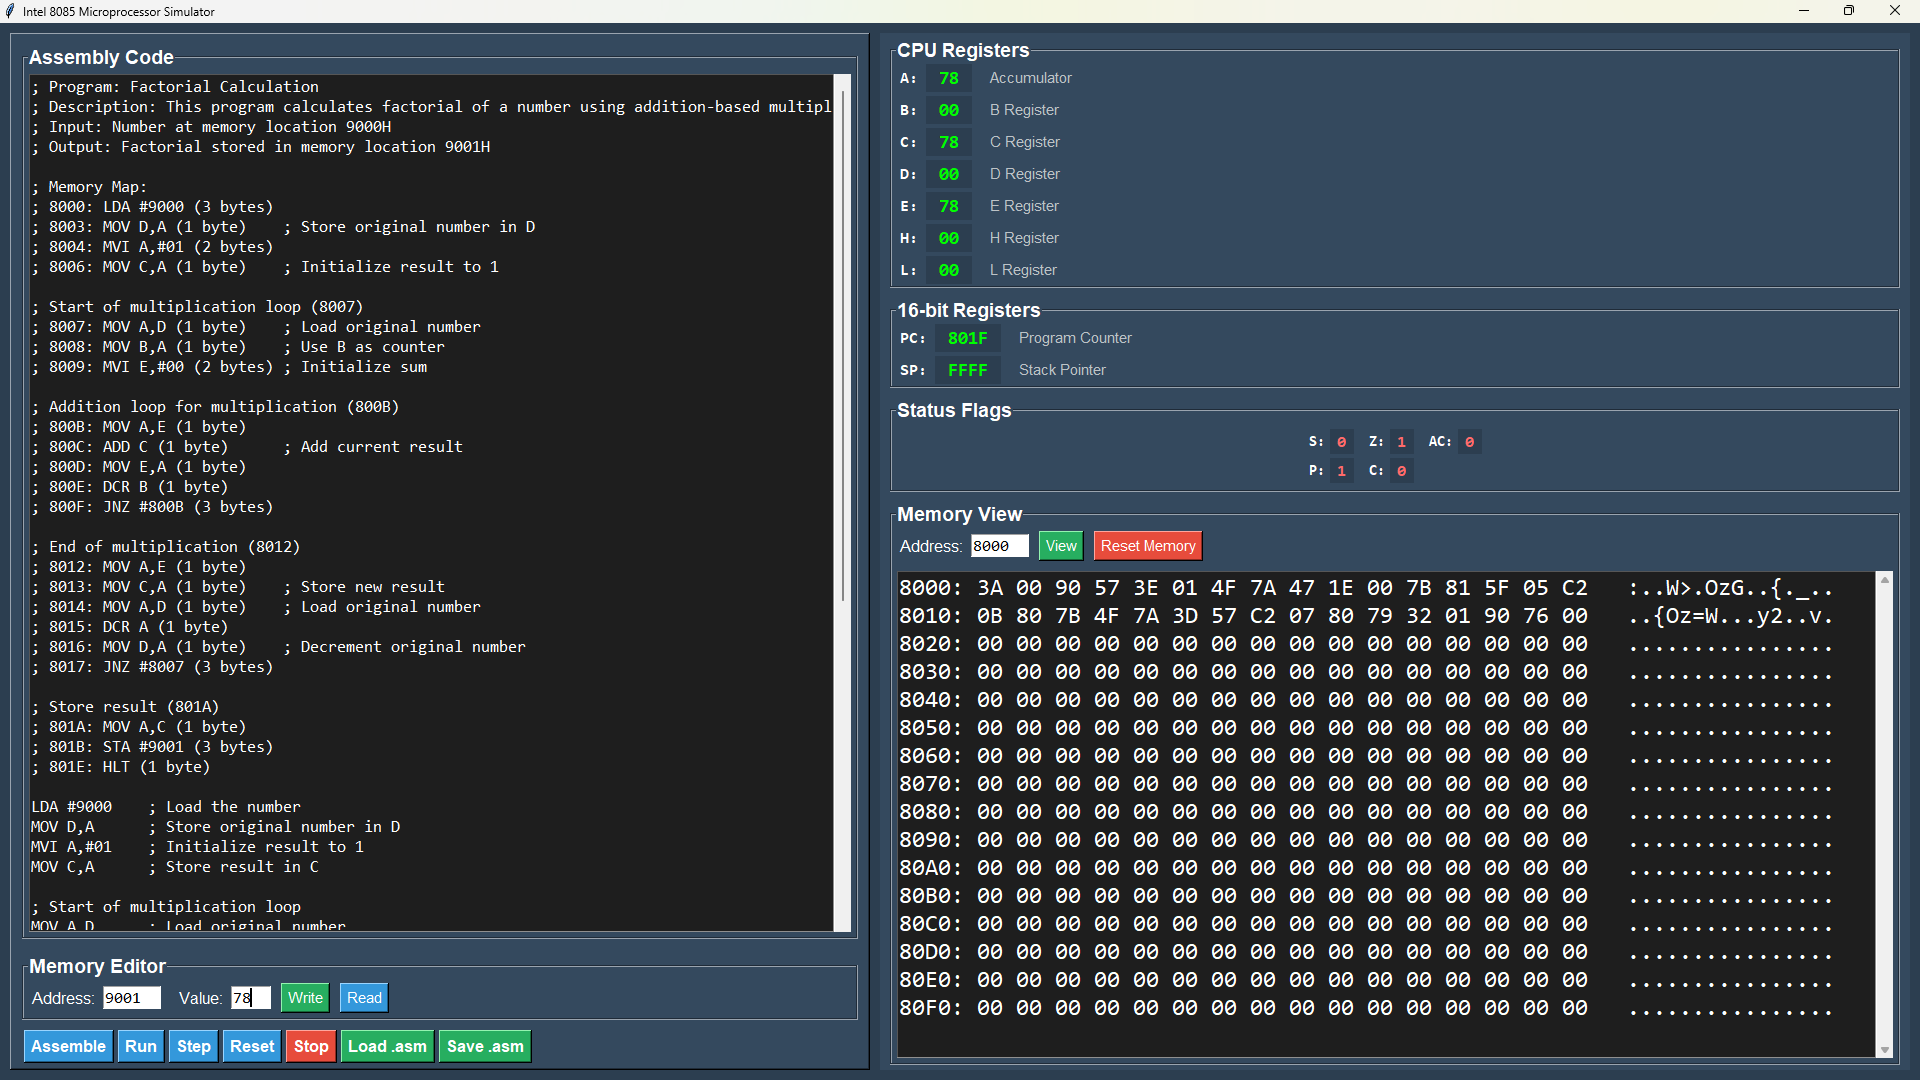 Intel 8085 Microprocessor Simulator
Assembly Code
; Program: Factorial Calculation
; Description: This program calculates factorial of a number using addition-based multipl
; Input: Number at memory location 9000H
; Output: Factorial stored in memory location 9001H
; Memory Map:
; 8000: LDA #9000 (3 bytes)
; 8003: MOV D,A (1 byte)    ; Store original number in D
; 8004: MVI A,#01 (2 bytes)
; 8006: MOV C,A (1 byte)    ; Initialize result to 1
; Start of multiplication loop (8007)
; 8007: MOV A,D (1 byte)    ; Load original number
; 8008: MOV B,A (1 byte)    ; Use B as counter
; 8009: MVI E,#00 (2 bytes) ; Initialize sum
; Addition loop for multiplication (800B)
; 800B: MOV A,E (1 byte)
; 800C: ADD C (1 byte)      ; Add current result
; 800D: MOV E,A (1 byte)
; 800E: DCR B (1 byte)
; 800F: JNZ #800B (3 bytes)
; End of multiplication (8012)
; 8012: MOV A,E (1 byte)
; 8013: MOV C,A (1 byte)    ; Store new result
; 8014: MOV A,D (1 byte)    ; Load original number
; 8015: DCR A (1 byte)
; 8016: MOV D,A (1 byte)    ; Decrement original number
; 8017: JNZ #8007 (3 bytes)
; Store result (801A)
; 801A: MOV A,C (1 byte)
; 801B: STA #9001 (3 bytes)
; 801E: HLT (1 byte)
LDA #9000    ; Load the number
MOV D,A      ; Store original number in D
MVI A,#01    ; Initialize result to 1
MOV C,A      ; Store result in C
; Start of multiplication loop
MOV A,D      ; Load original number
Memory Editor
Address: 9001 Value: 78 Write Read
Assemble Run Step Reset Stop Load .asm Save .asm
CPU Registers
A: 78 Accumulator
B: 00 B Register
C: 78 C Register
D: 00 D Register
E: 78 E Register
H: 00 H Register
L: 00 L Register
16-bit Registers
PC: 801F Program Counter
SP: FFFF Stack Pointer
Status Flags
S: 0 Z: 1 AC: 0
P: 1 C: 0
Memory View
Address: 8000 View Reset Memory
8000: 3A 00 90 57 3E 01 4F 7A 47 1E 00 7B 81 5F 05 C2   :..W>.OzG..{._..
8010: 0B 80 7B 4F 7A 3D 57 C2 07 80 79 32 01 90 76 00   ..{Oz=W...y2..v.
8020: 00 00 00 00 00 00 00 00 00 00 00 00 00 00 00 00   ................
8030: 00 00 00 00 00 00 00 00 00 00 00 00 00 00 00 00   ................
8040: 00 00 00 00 00 00 00 00 00 00 00 00 00 00 00 00   ................
8050: 00 00 00 00 00 00 00 00 00 00 00 00 00 00 00 00   ................
8060: 00 00 00 00 00 00 00 00 00 00 00 00 00 00 00 00   ................
8070: 00 00 00 00 00 00 00 00 00 00 00 00 00 00 00 00   ................
8080: 00 00 00 00 00 00 00 00 00 00 00 00 00 00 00 00   ................
8090: 00 00 00 00 00 00 00 00 00 00 00 00 00 00 00 00   ................
80A0: 00 00 00 00 00 00 00 00 00 00 00 00 00 00 00 00   ................
80B0: 00 00 00 00 00 00 00 00 00 00 00 00 00 00 00 00   ................
80C0: 00 00 00 00 00 00 00 00 00 00 00 00 00 00 00 00   ................
80D0: 00 00 00 00 00 00 00 00 00 00 00 00 00 00 00 00   ................
80E0: 00 00 00 00 00 00 00 00 00 00 00 00 00 00 00 00   ................
80F0: 00 00 00 00 00 00 00 00 00 00 00 00 00 00 00 00   ................